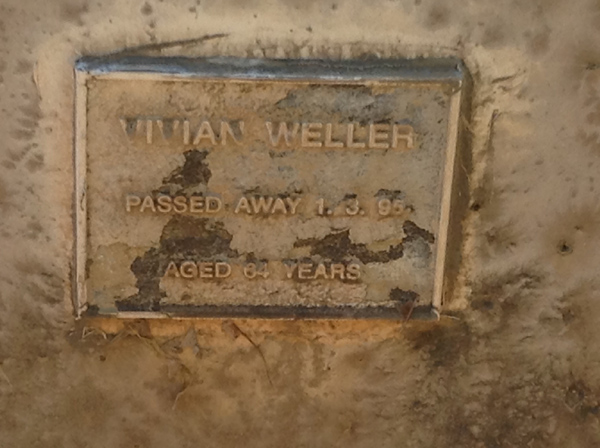 VIVIAN WELLER
PASSED AWAY 1. 3. 95
AGED 64 YEARS